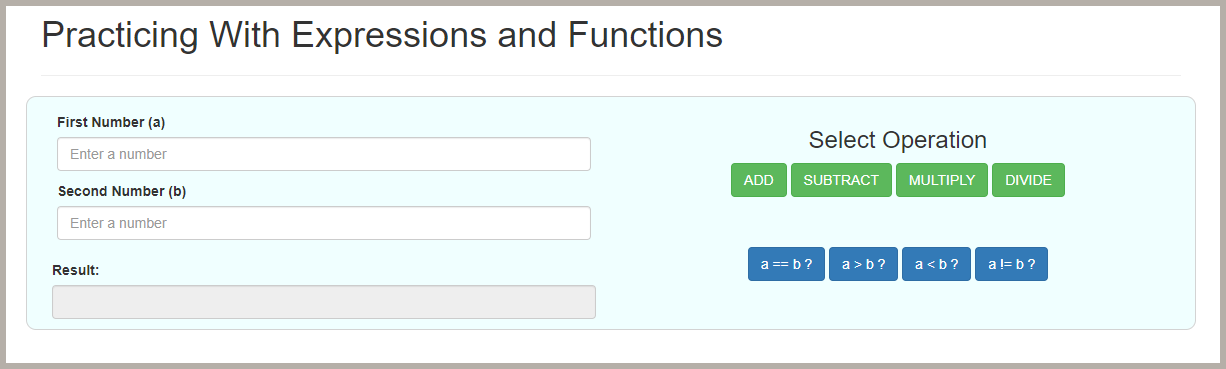 Practicing With Expressions and Functions
First Number (a)
Enter a number
Second Number (b)
Enter a number
Result:
Select Operation
ADD SUBTRACT MULTIPLY DIVIDE
a == b ? a > b ? a < b ? a != b ?